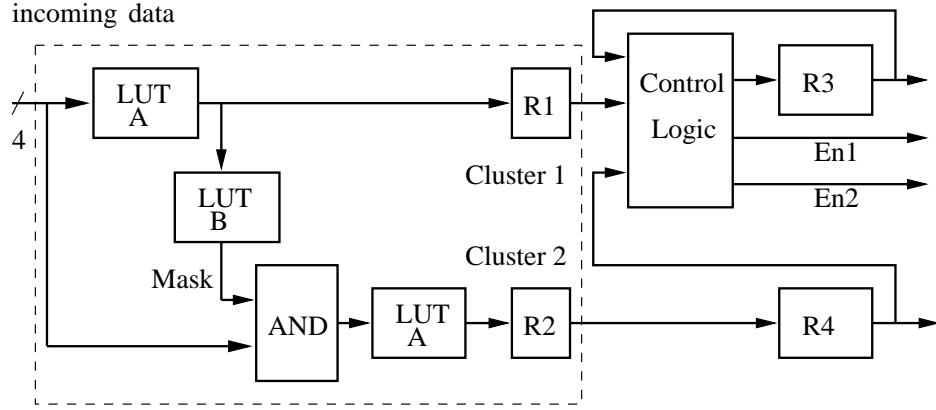 incoming data
4
LUT
A
R1
Control
Logic
R3
En1
En2
Cluster 1
LUT
B
Cluster 2
Mask
AND
LUT
A
R2
R4